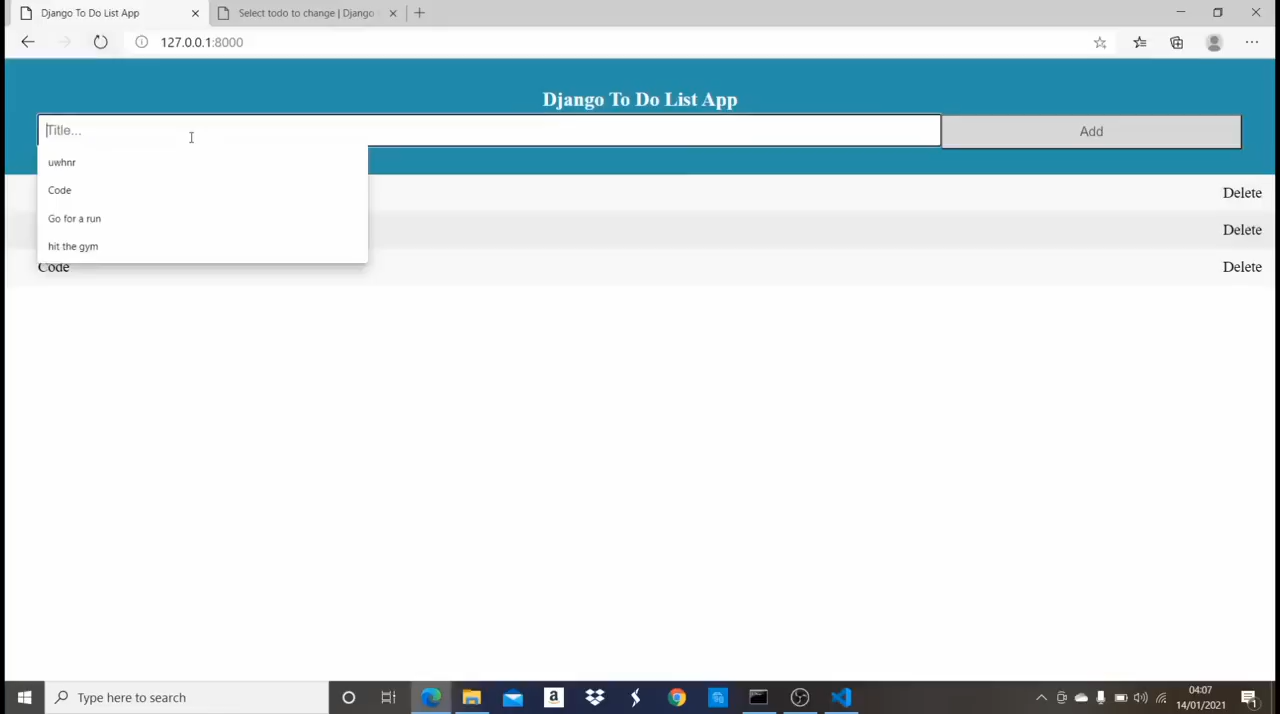 Django To Do List App
Select todo to change | Django
127.0.0.1:8000
Django To Do List App
Title...
Add
uwhnr
Code
Go for a run
hit the gym
Delete
Delete
Code
Delete
Type here to search
04:07
14/01/2021
1